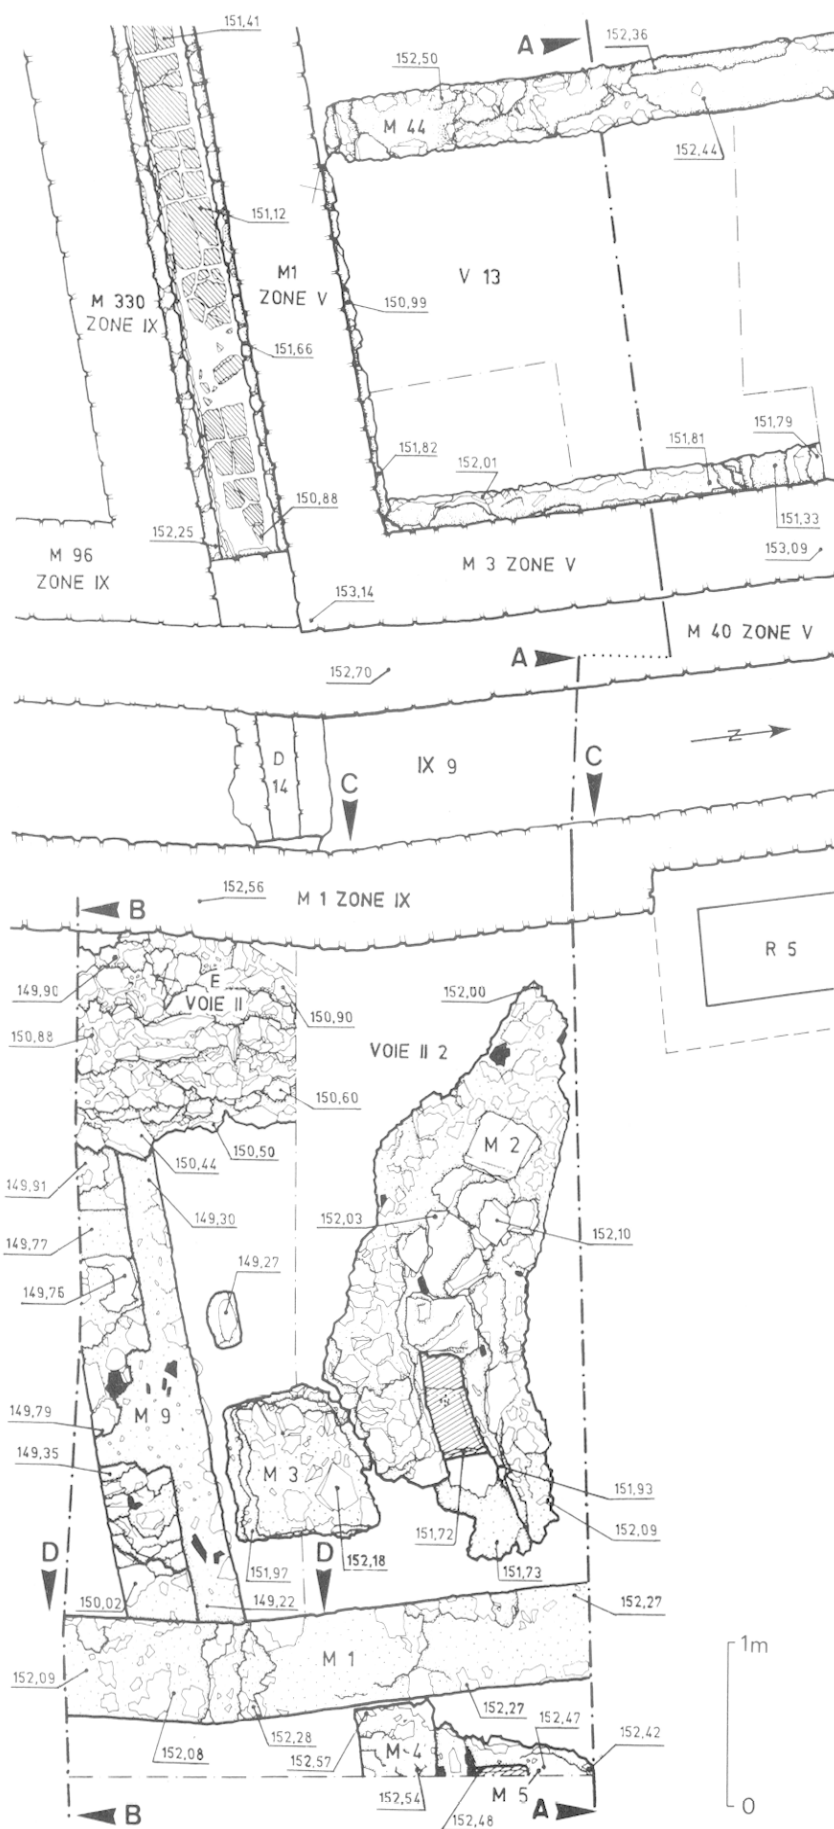 151,41
A
152,36
152,50
M 44
152,44
151,12
V 13
M1
ZONE V
M 330
ZONE IX
150,99
151,66
151,79
151,82
151,81
152,01
150,88
151,33
152,25
M 96
ZONE IX
153,09
M 3 ZONE V
153,14
M 40 ZONE V
A
152,70
N
D
14
IX 9
C
C
152,56
M 1 ZONE IX
B
R 5
E
149,90
VOIE II
152,00
150,90
150,88
VOIE II 2
150,60
M 2
150,44
150,50
149,91
149,30
152,03
152,10
149,77
149,27
149,76
149,79
M 9
149,35
M 3
151,93
151,72
152,09
D
D
151,97
152,18
151,73
150,02
149,22
152,27
1m
M 1
152,09
152,27
152,47
152,28
152,42
152,08
152,57
M 4
M 5
152,54
0
B
A
152,48